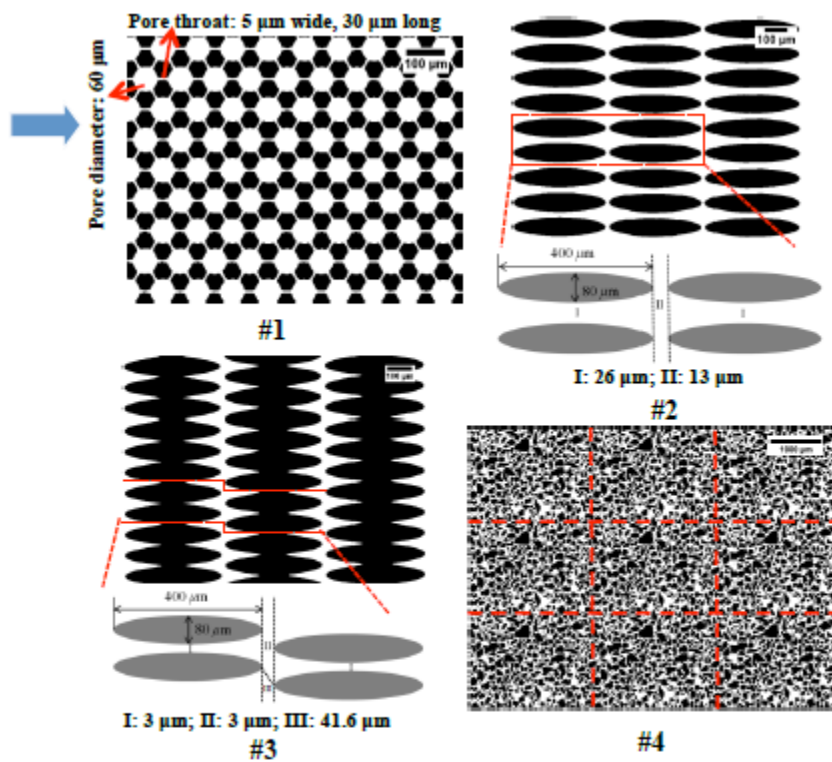 Pore throat: 5 μm wide, 30 μm long
Pore diameter: 60 μm
100 μm
#1
100 μm
400 μm
80 μm
I
II
I
I: 26 μm; II: 13 μm
#2
100 μm
400 μm
80 μm
I
II
I
III
I: 3 μm; II: 3 μm; III: 41.6 μm
#3
1000 μm
#4